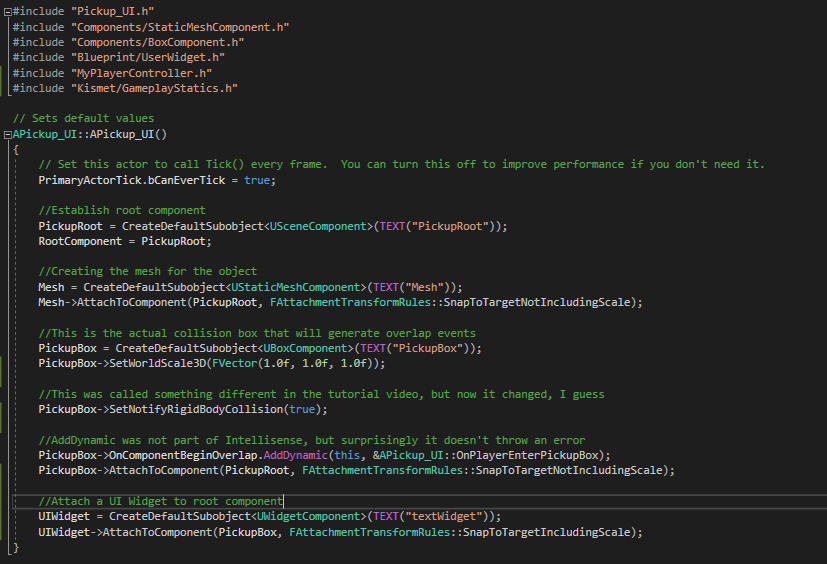 #include "Pickup_UI.h"
#include "Components/StaticMeshComponent.h"
#include "Components/BoxComponent.h"
#include "Blueprint/UserWidget.h"
#include "MyPlayerController.h"
#include "Kismet/GameplayStatics.h"

// Sets default values
APickup_UI::APickup_UI()
{
    // Set this actor to call Tick() every frame.  You can turn this off to improve performance if you don't need it.
    PrimaryActorTick.bCanEverTick = true;

    //Establish root component
    PickupRoot = CreateDefaultSubobject<USceneComponent>(TEXT("PickupRoot"));
    RootComponent = PickupRoot;

    //Creating the mesh for the object
    Mesh = CreateDefaultSubobject<UStaticMeshComponent>(TEXT("Mesh"));
    Mesh->AttachToComponent(PickupRoot, FAttachmentTransformRules::SnapToTargetNotIncludingScale);

    //This is the actual collision box that will generate overlap events
    PickupBox = CreateDefaultSubobject<UBoxComponent>(TEXT("PickupBox"));
    PickupBox->SetWorldScale3D(FVector(1.0f, 1.0f, 1.0f));

    //This was called something different in the tutorial video, but now it changed, I guess
    PickupBox->SetNotifyRigidBodyCollision(true);

    //AddDynamic was not part of Intellisense, but surprisingly it doesn't throw an error
    PickupBox->OnComponentBeginOverlap.AddDynamic(this, &APickup_UI::OnPlayerEnterPickupBox);
    PickupBox->AttachToComponent(PickupRoot, FAttachmentTransformRules::SnapToTargetNotIncludingScale);

    //Attach a UI Widget to root component
    UIWidget = CreateDefaultSubobject<UWidgetComponent>(TEXT("textWidget"));
    UIWidget->AttachToComponent(PickupBox, FAttachmentTransformRules::SnapToTargetIncludingScale);
}